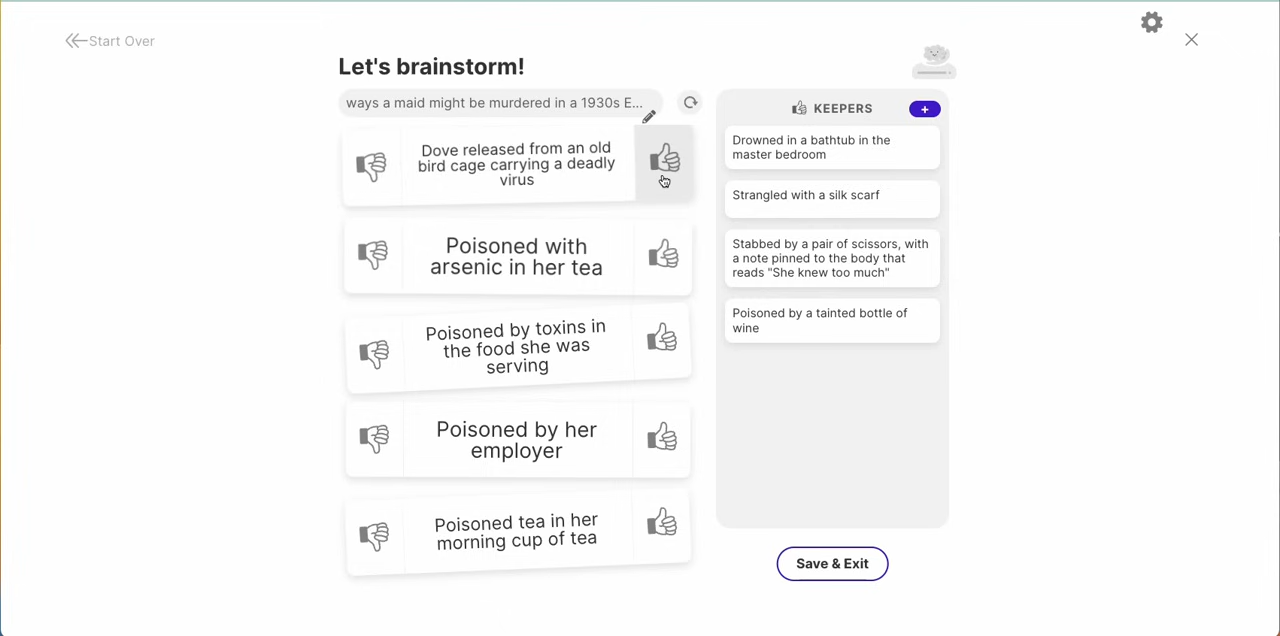 Start Over
Let's brainstorm!
ways a maid might be murdered in a 1930s E...
Dove released from an old
bird cage carrying a deadly
virus
Poisoned with
arsenic in her tea
Poisoned by toxins in
the food she was
serving
Poisoned by her
employer
Poisoned tea in her
morning cup of tea
KEEPERS
+
Drowned in a bathtub in the
master bedroom
Strangled with a silk scarf
Stabbed by a pair of scissors, with
a note pinned to the body that
reads "She knew too much"
Poisoned by a tainted bottle of
wine
Save & Exit